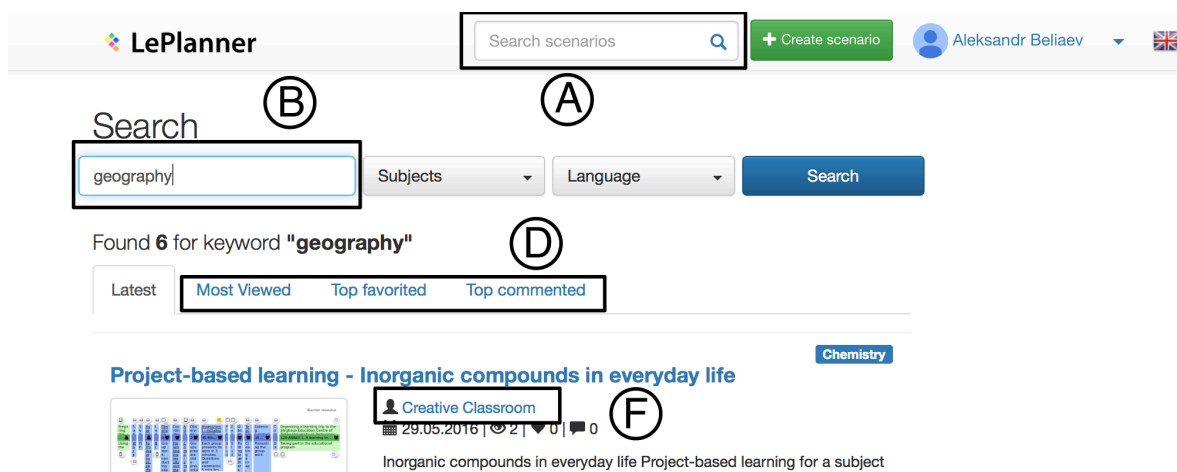 LePlanner
Search scenarios
Create scenario
Aleksandr Beliaev
A
B
Search
geography
Subjects
Language
Search
Found 6 for keyword "geography"
D
Latest
Most Viewed
Top favorited
Top commented
Chemistry
Project-based learning - Inorganic compounds in everyday life
Creative Classroom
F
29.05.2016 | 2 | 0 | 0
Teacher resource
Inorganic compounds in everyday life Project-based learning for a subject